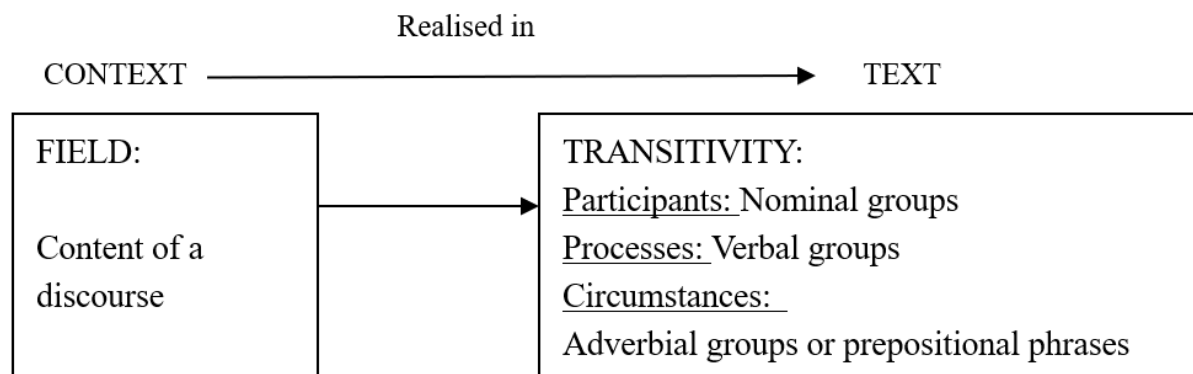 Realised in
CONTEXT TEXT
FIELD:
Content of a
discourse
TRANSITIVITY:
Participants: Nominal groups
Processes: Verbal groups
Circumstances:
Adverbial groups or prepositional phrases